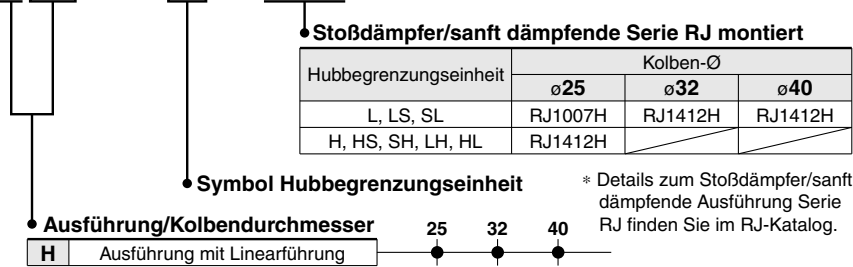 Stoßdämpfer/sanft dämpfende Serie RJ montiert
Hubbegrenzungseinheit
Kolben-Ø
ø25 ø32 ø40
L, LS, SL RJ1007H RJ1412H RJ1412H
H, HS, SH, LH, HL RJ1412H
Symbol Hubbegrenzungseinheit
* Details zum Stoßdämpfer/sanft
dämpfende Ausführung Serie
RJ finden Sie im RJ-Katalog.
Ausführung/Kolbendurchmesser 25 32 40
H Ausführung mit Linearführung